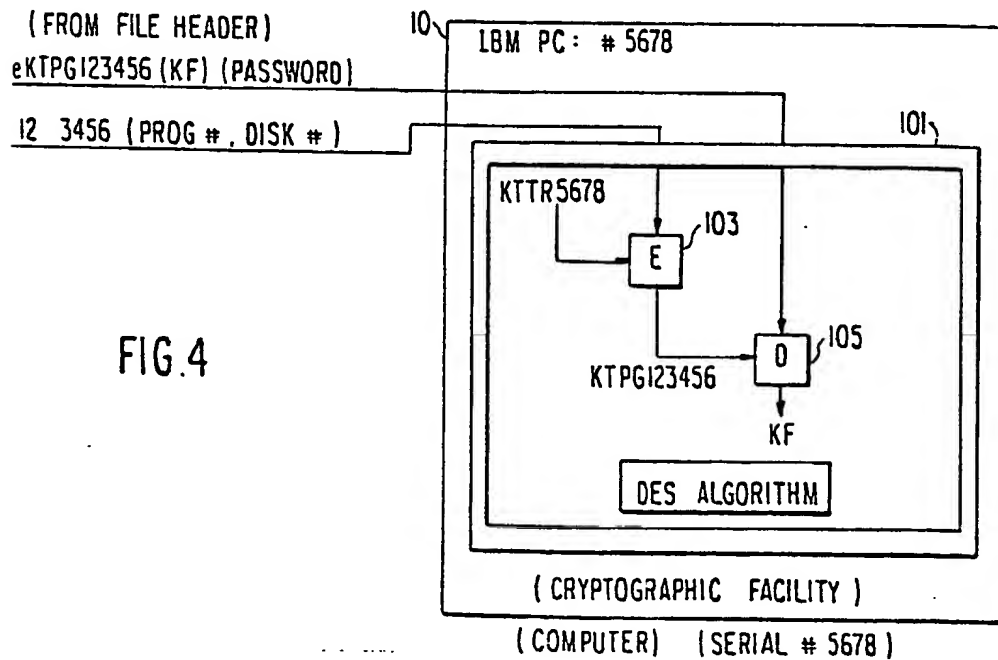 (FROM FILE HEADER)
eKTPG123456 (KF) (PASSWORD)
12 3456 (PROG #, DISK #)
10
IBM PC: # 5678
101
KTTR5678
103
E
105
D
KTPG123456
KF
FIG.4
DES ALGORITHM
(CRYPTOGRAPHIC FACILITY)
(COMPUTER) (SERIAL # 5678)